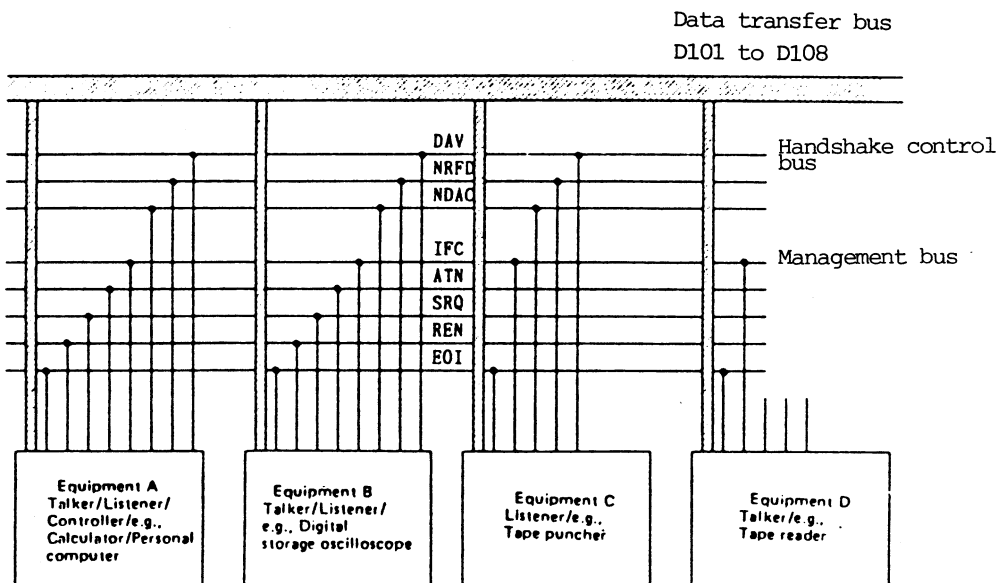 Data transfer bus
D101 to D108
DAV
Handshake control
bus
NRFD
NDAC
IFC
Management bus
ATN
SRQ
REN
EOI
Equipment A
Talker/Listener/
Controller/e.g.,
Calculator/Personal
computer
Equipment B
Talker/Listener/
e.g., Digital
storage oscilloscope
Equipment C
Listener/e.g.,
Tape puncher
Equipment D
Talker/e.g.,
Tape reader